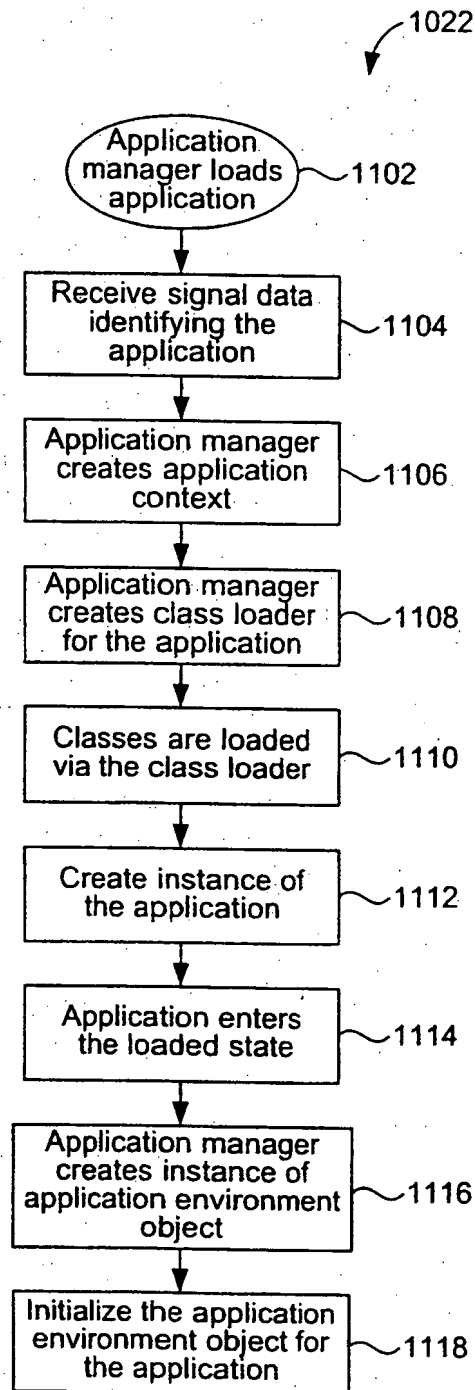 1022
Application
manager loads
application
1102
Receive signal data
identifying the
application
1104
Application manager
creates application
context
1106
Application manager
creates class loader
for the application
1108
Classes are loaded
via the class loader
1110
Create instance of
the application
1112
Application enters
the loaded state
1114
Application manager
creates instance of
application environment
object
1116
Initialize the application
environment object for
the application
1118